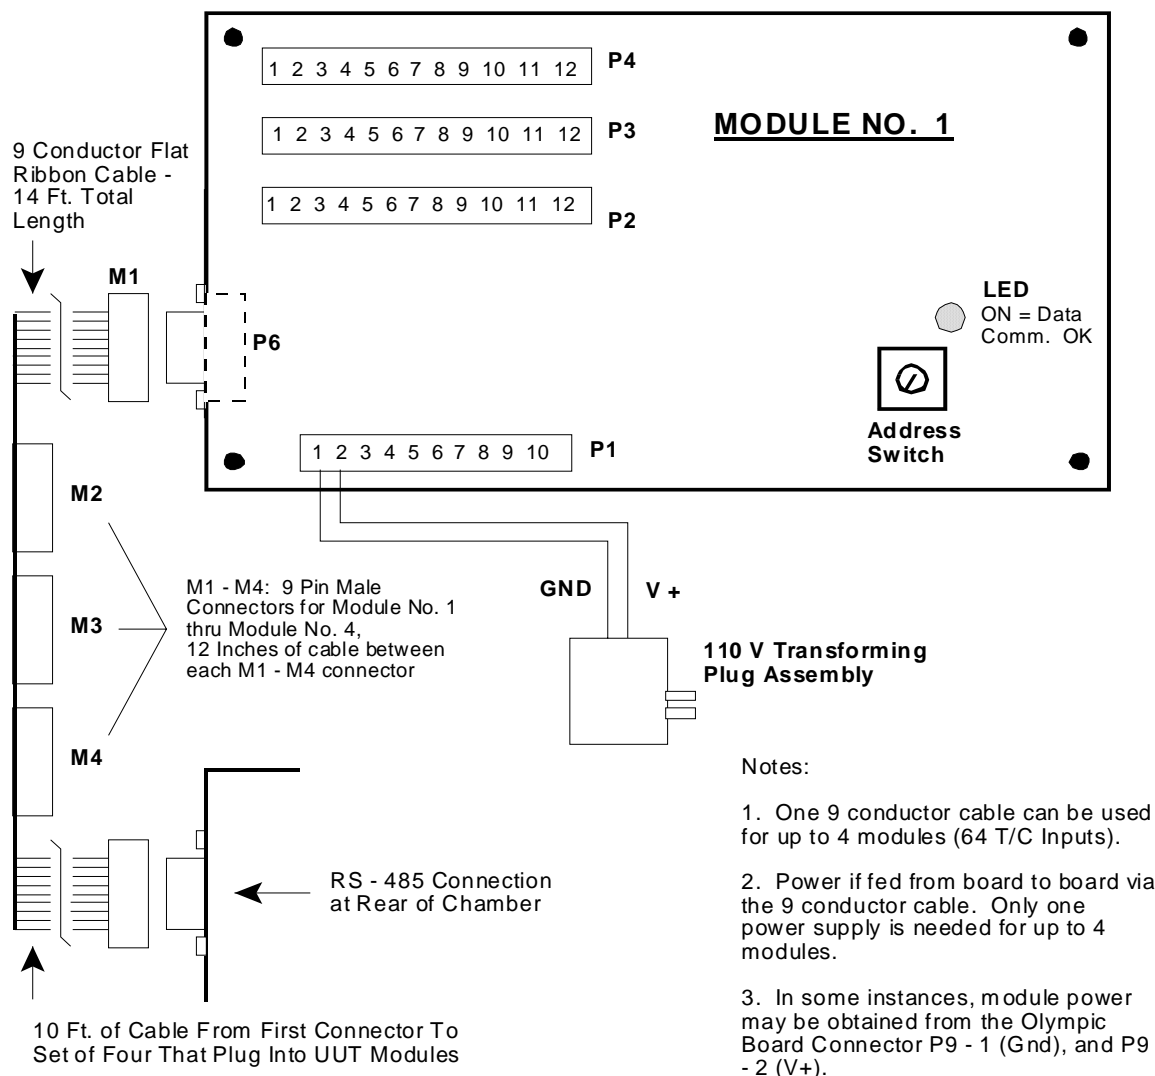 1 2 3 4 5 6 7 8 9 10 11 12
P4
1 2 3 4 5 6 7 8 9 10 11 12
P3
MODULE NO. 1
1 2 3 4 5 6 7 8 9 10 11 12
P2
9 Conductor Flat
Ribbon Cable -
14 Ft. Total
Length
M1
P6
LED
ON = Data
Comm. OK
Address
Switch
1 2 3 4 5 6 7 8 9 10
P1
M2
M3
M4
M1 - M4: 9 Pin Male
Connectors for Module No. 1
thru Module No. 4,
12 Inches of cable between
each M1 - M4 connector
GND
V +
110 V Transforming
Plug Assembly
RS - 485 Connection
at Rear of Chamber
10 Ft. of Cable From First Connector To
Set of Four That Plug Into UUT Modules
Notes:
1. One 9 conductor cable can be used
for up to 4 modules (64 T/C Inputs).
2. Power if fed from board to board via
the 9 conductor cable. Only one
power supply is needed for up to 4
modules.
3. In some instances, module power
may be obtained from the Olympic
Board Connector P9 - 1 (Gnd), and P9
- 2 (V+).